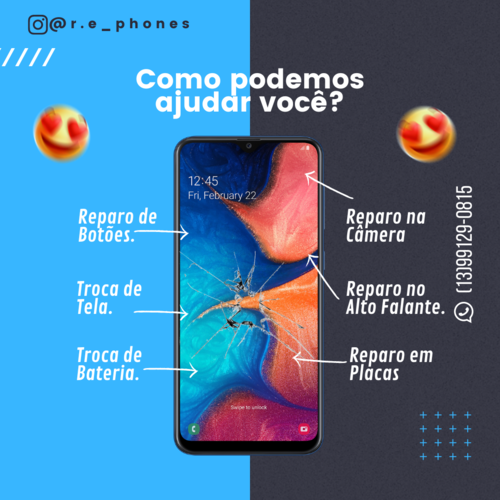 @r.e_phones
Como podemos
ajudar você?
12:45
Fri, February 22
Reparo de
Botões.
Troca de
Tela.
Troca de
Bateria.
Reparo na
Câmera
Reparo no
Alto Falante.
Reparo em
Placas
Swipe to unlock
(13)99129-0815